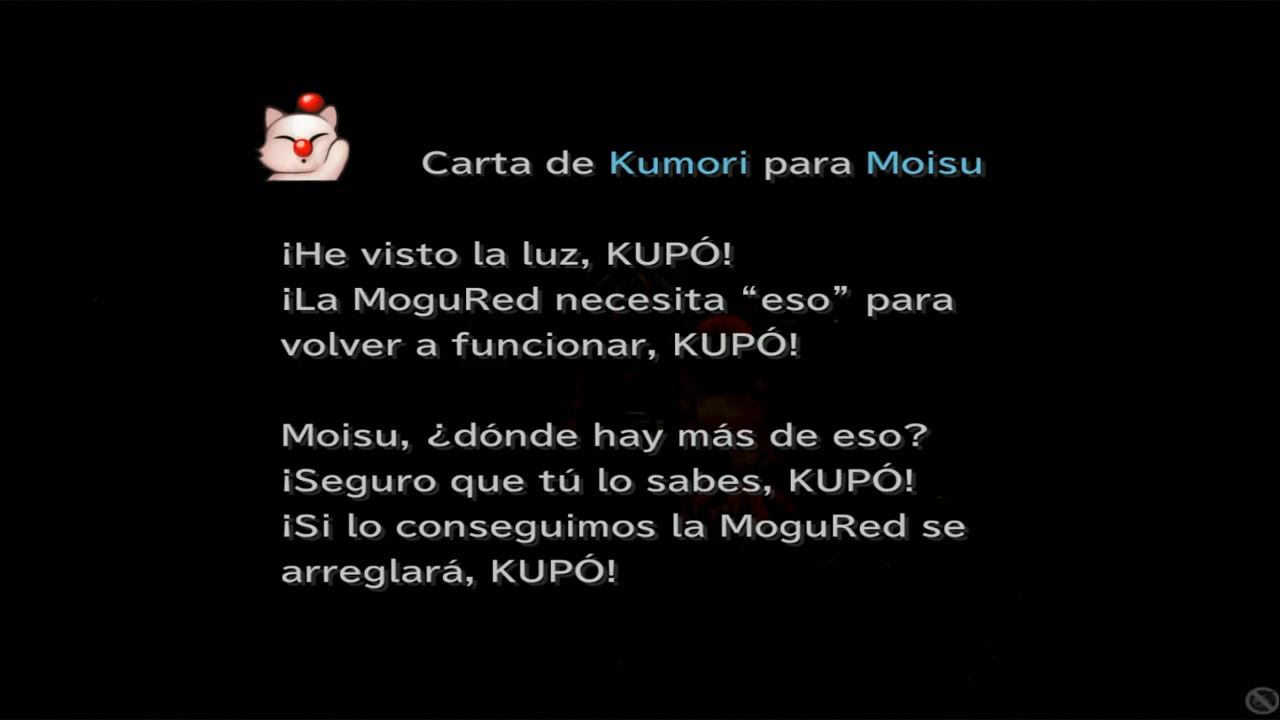 Carta de Kumori para Moisu
¡He visto la luz, KUPÓ!
¡La MoguRed necesita “eso” para
volver a funcionar, KUPÓ!
Moisu, ¿dónde hay más de eso?
¡Seguro que tú lo sabes, KUPÓ!
¡Si lo conseguimos la MoguRed se
arreglará, KUPÓ!